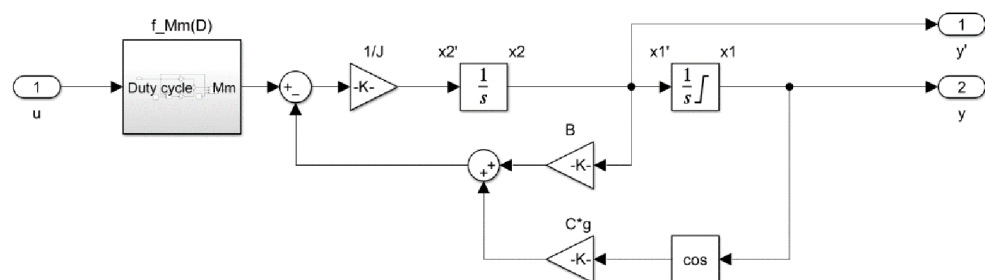 f_Mm(D)
1
u
Duty cycle
Mm
+
−
1/J
-K-
x2'
x2
1
s
x1'
x1
1
s
1
y'
2
y
B
-K-
+
+
C*g
-K-
cos